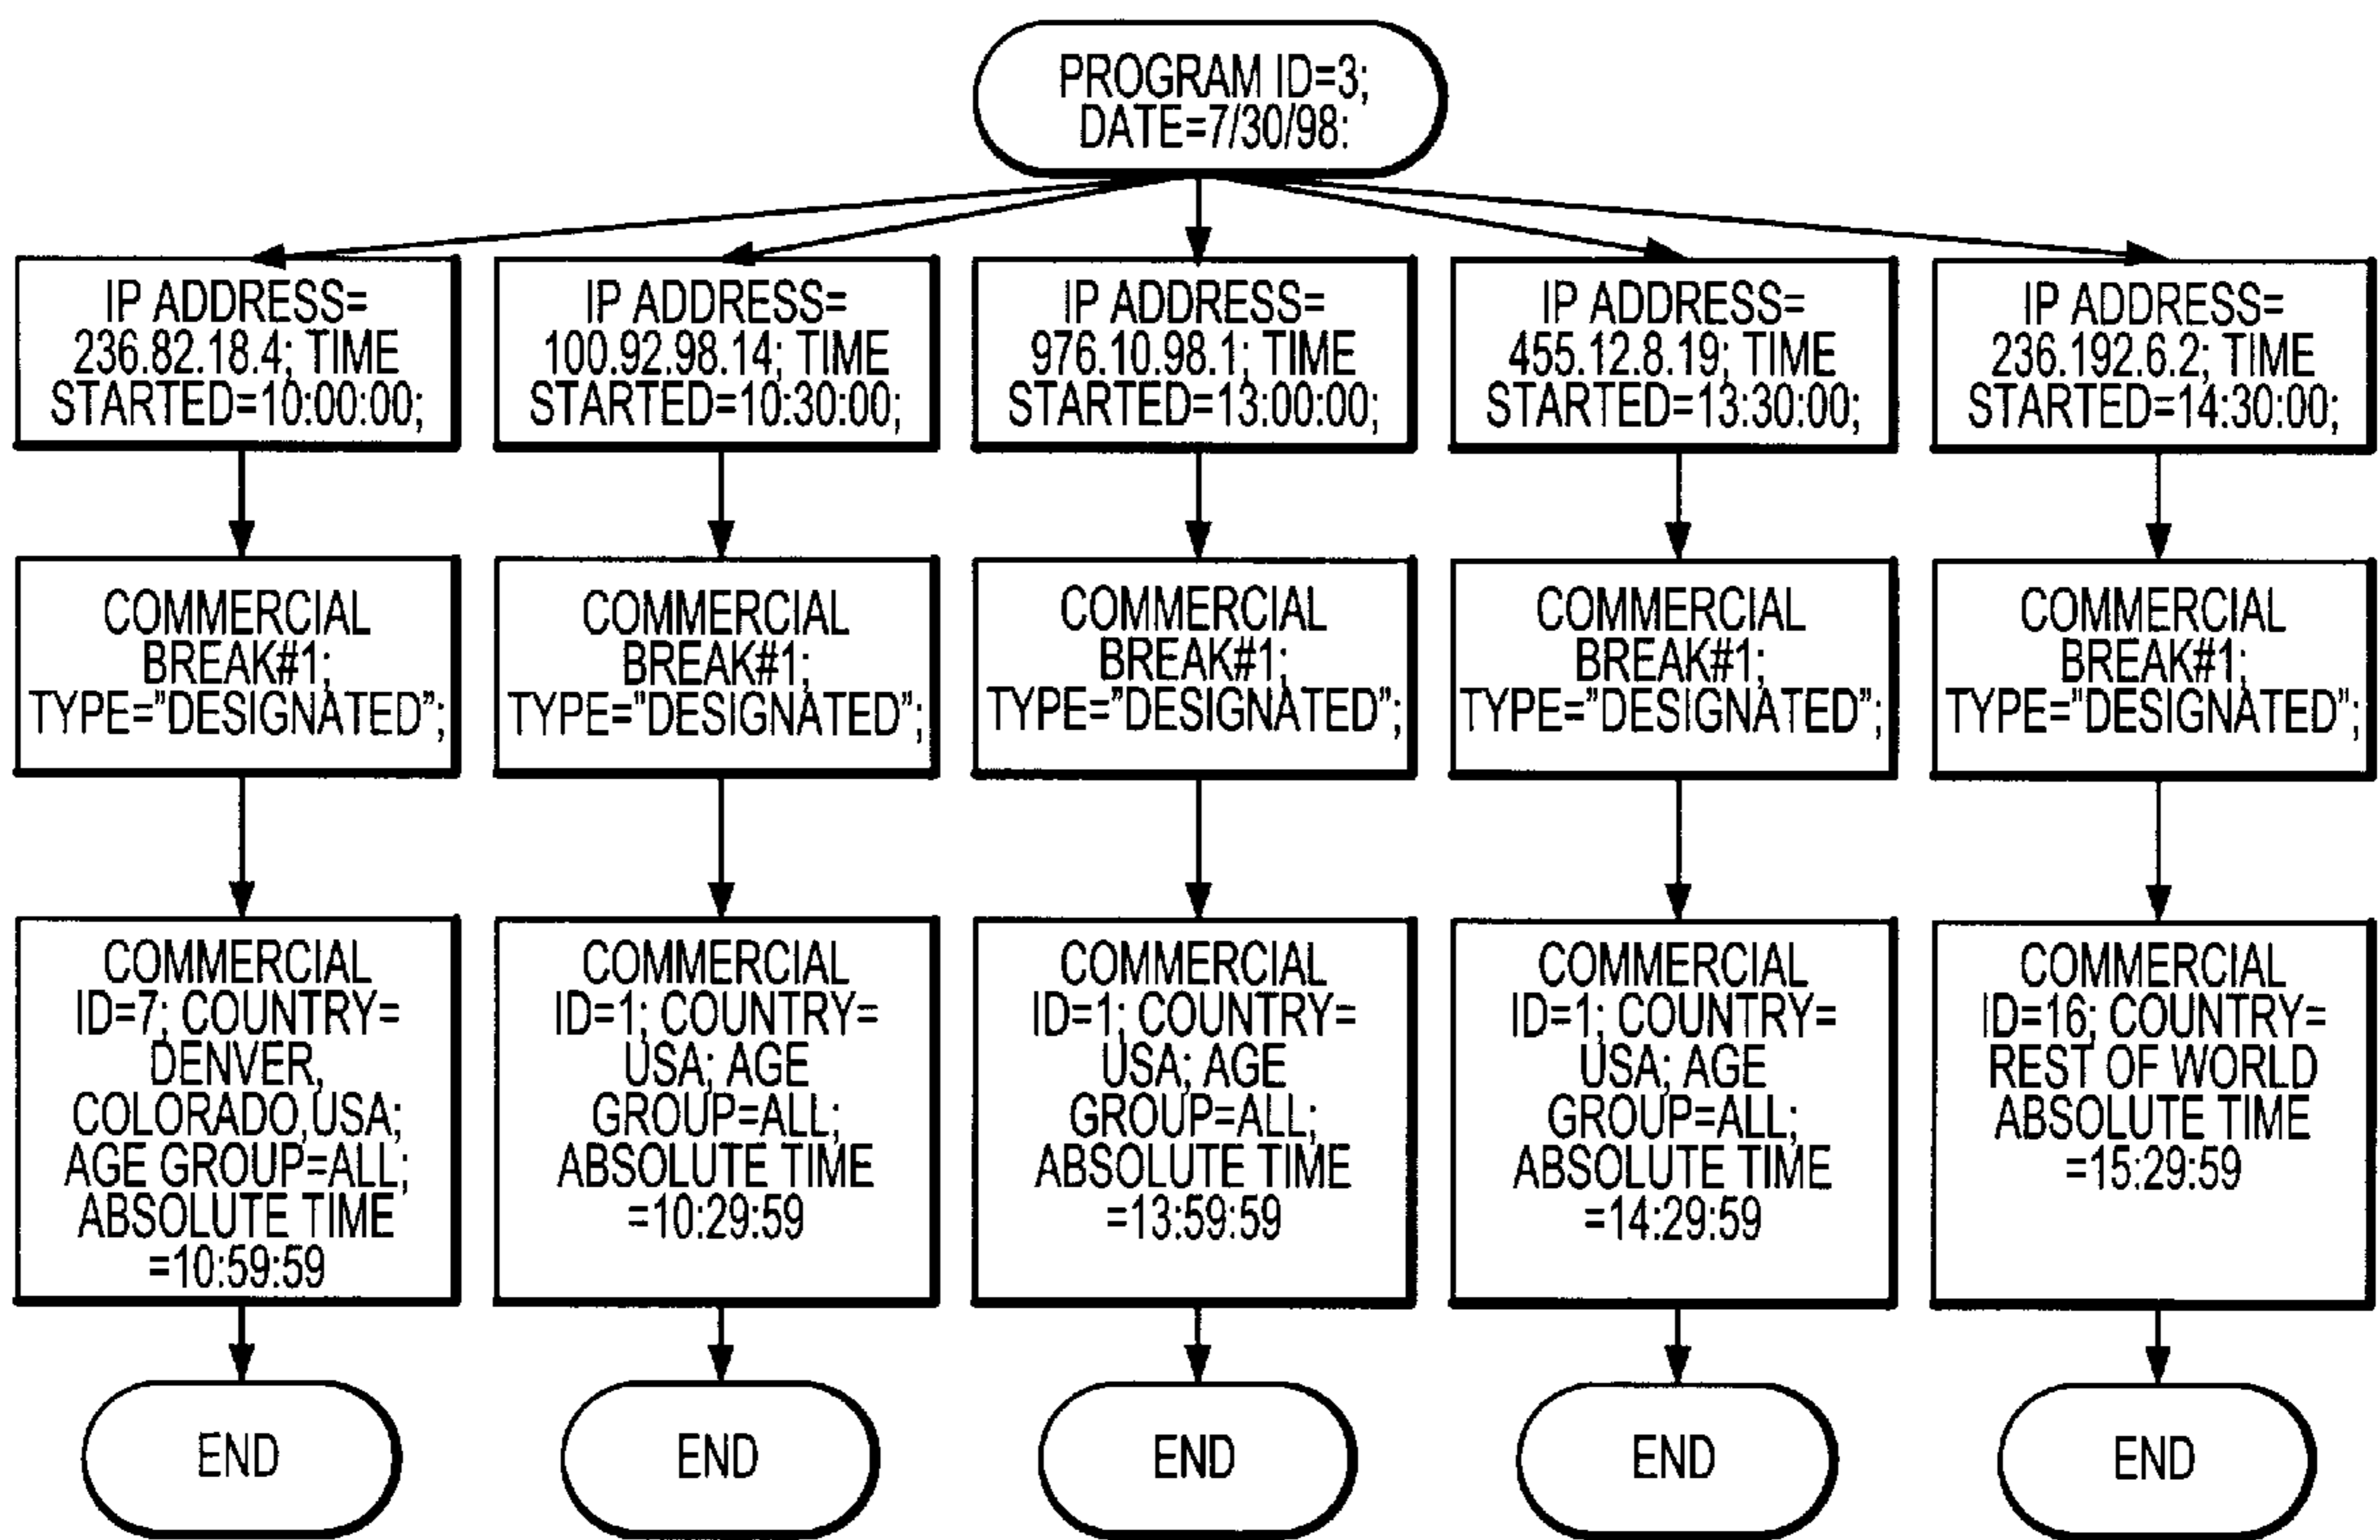 PROGRAM ID=3;
DATE=7/30/98:
IP ADDRESS=
236.82.18.4; TIME
STARTED=10:00:00;
IP ADDRESS=
100.92.98.14; TIME
STARTED=10:30:00;
IP ADDRESS=
976.10.98.1; TIME
STARTED=13:00:00;
IP ADDRESS=
455.12.8.19; TIME
STARTED=13:30:00;
IP ADDRESS=
236.192.6.2; TIME
STARTED=14:30:00;
COMMERCIAL
BREAK#1;
TYPE="DESIGNATED";
COMMERCIAL
BREAK#1;
TYPE="DESIGNATED";
COMMERCIAL
BREAK#1;
TYPE="DESIGNATED";
COMMERCIAL
BREAK#1;
TYPE="DESIGNATED";
COMMERCIAL
BREAK#1;
TYPE="DESIGNATED";
COMMERCIAL
ID=7; COUNTRY=
DENVER,
COLORADO,USA;
AGE GROUP=ALL;
ABSOLUTE TIME
=10:59:59
COMMERCIAL
ID=1; COUNTRY=
USA; AGE
GROUP=ALL;
ABSOLUTE TIME
=10:29:59
COMMERCIAL
ID=1; COUNTRY=
USA; AGE
GROUP=ALL;
ABSOLUTE TIME
=13:59:59
COMMERCIAL
ID=1; COUNTRY=
USA; AGE
GROUP=ALL;
ABSOLUTE TIME
=14:29:59
COMMERCIAL
ID=16; COUNTRY=
REST OF WORLD
ABSOLUTE TIME
=15:29:59
END
END
END
END
END